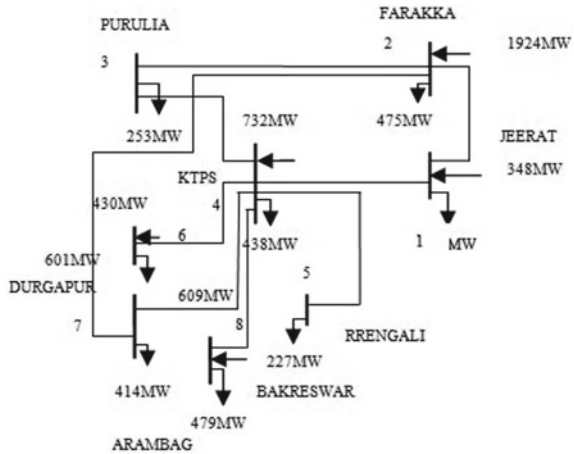 FARAKKA
PURULIA
2
1924MW
3
475MW
253MW
732MW
JEERAT
KTPS
348MW
430MW
4
6
438MW
1
MW
601MW
5
DURGAPUR
609MW
7
8
RRENGALI
227MW
414MW
BAKRESWAR
479MW
ARAMBAG